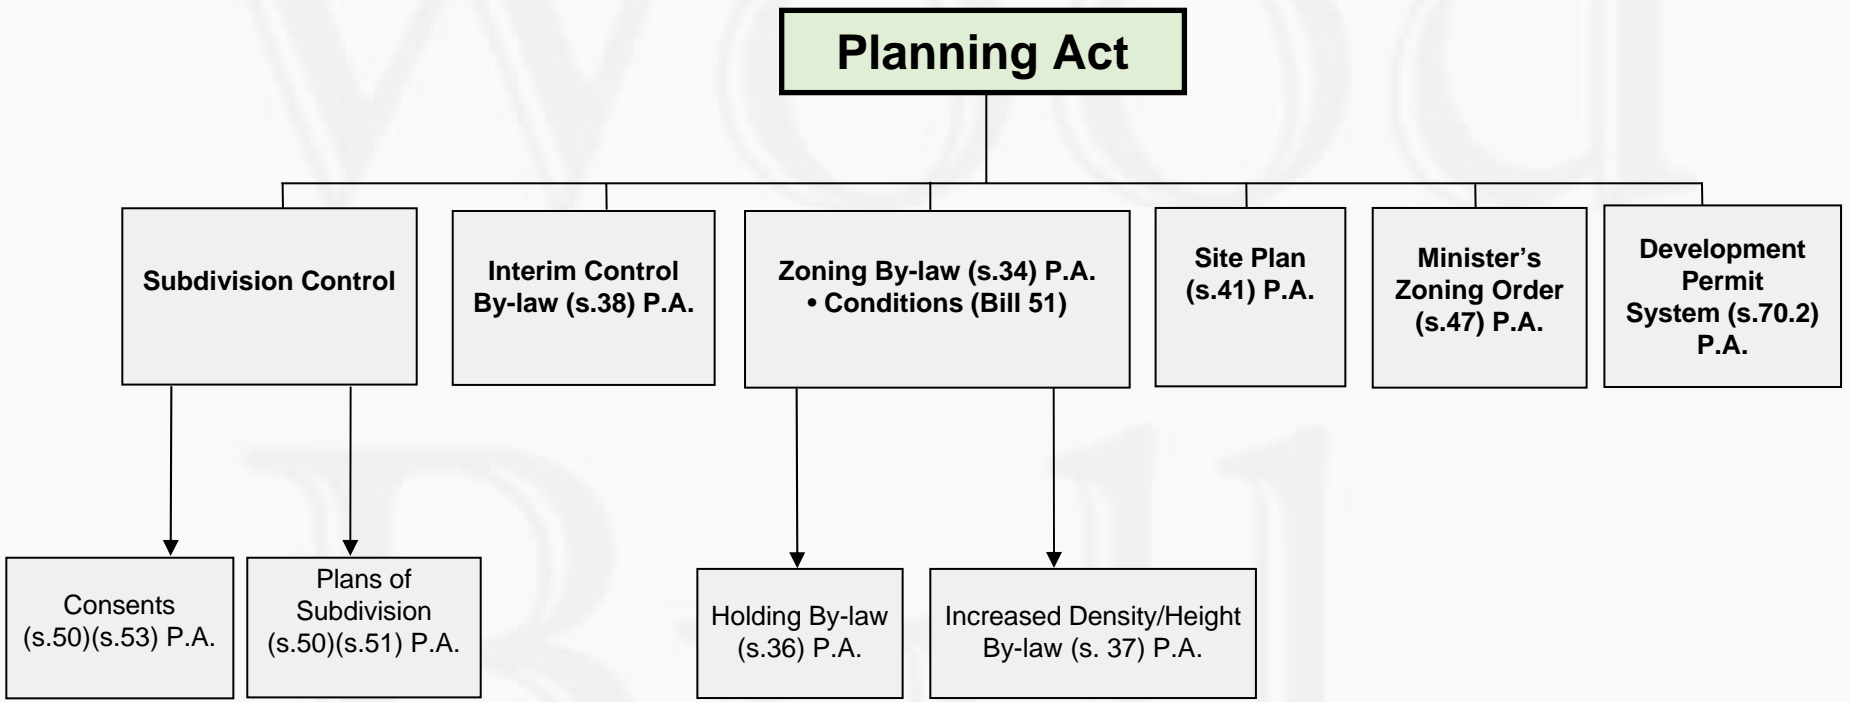 Planning Act
Subdivision Control
Interim Control
By-law (s.38) P.A.
Zoning By-law (s.34) P.A.
• Conditions (Bill 51)
Site Plan
(s.41) P.A.
Minister's
Zoning Order
(s.47) P.A.
Development
Permit
System (s.70.2)
P.A.
Consents
(s.50)(s.53) P.A.
Plans of
Subdivision
(s.50)(s.51) P.A.
Holding By-law
(s.36) P.A.
Increased Density/Height
By-law (s. 37) P.A.
Wood
Bull